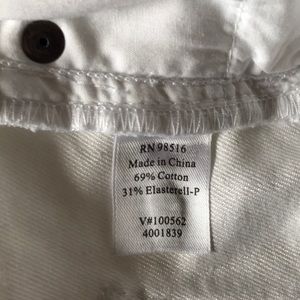 RN 98516
Made in China
69% Cotton
31% Elasterell-P
V#100562
4001839